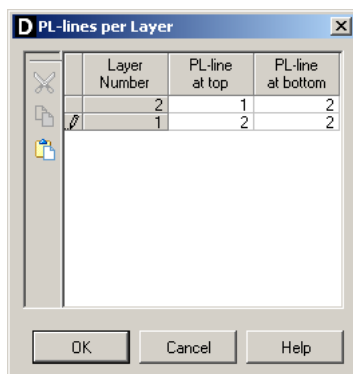 D PL-lines per Layer
Layer Number PL-line at top PL-line at bottom
2 1 2
1 2 2
OK Cancel Help